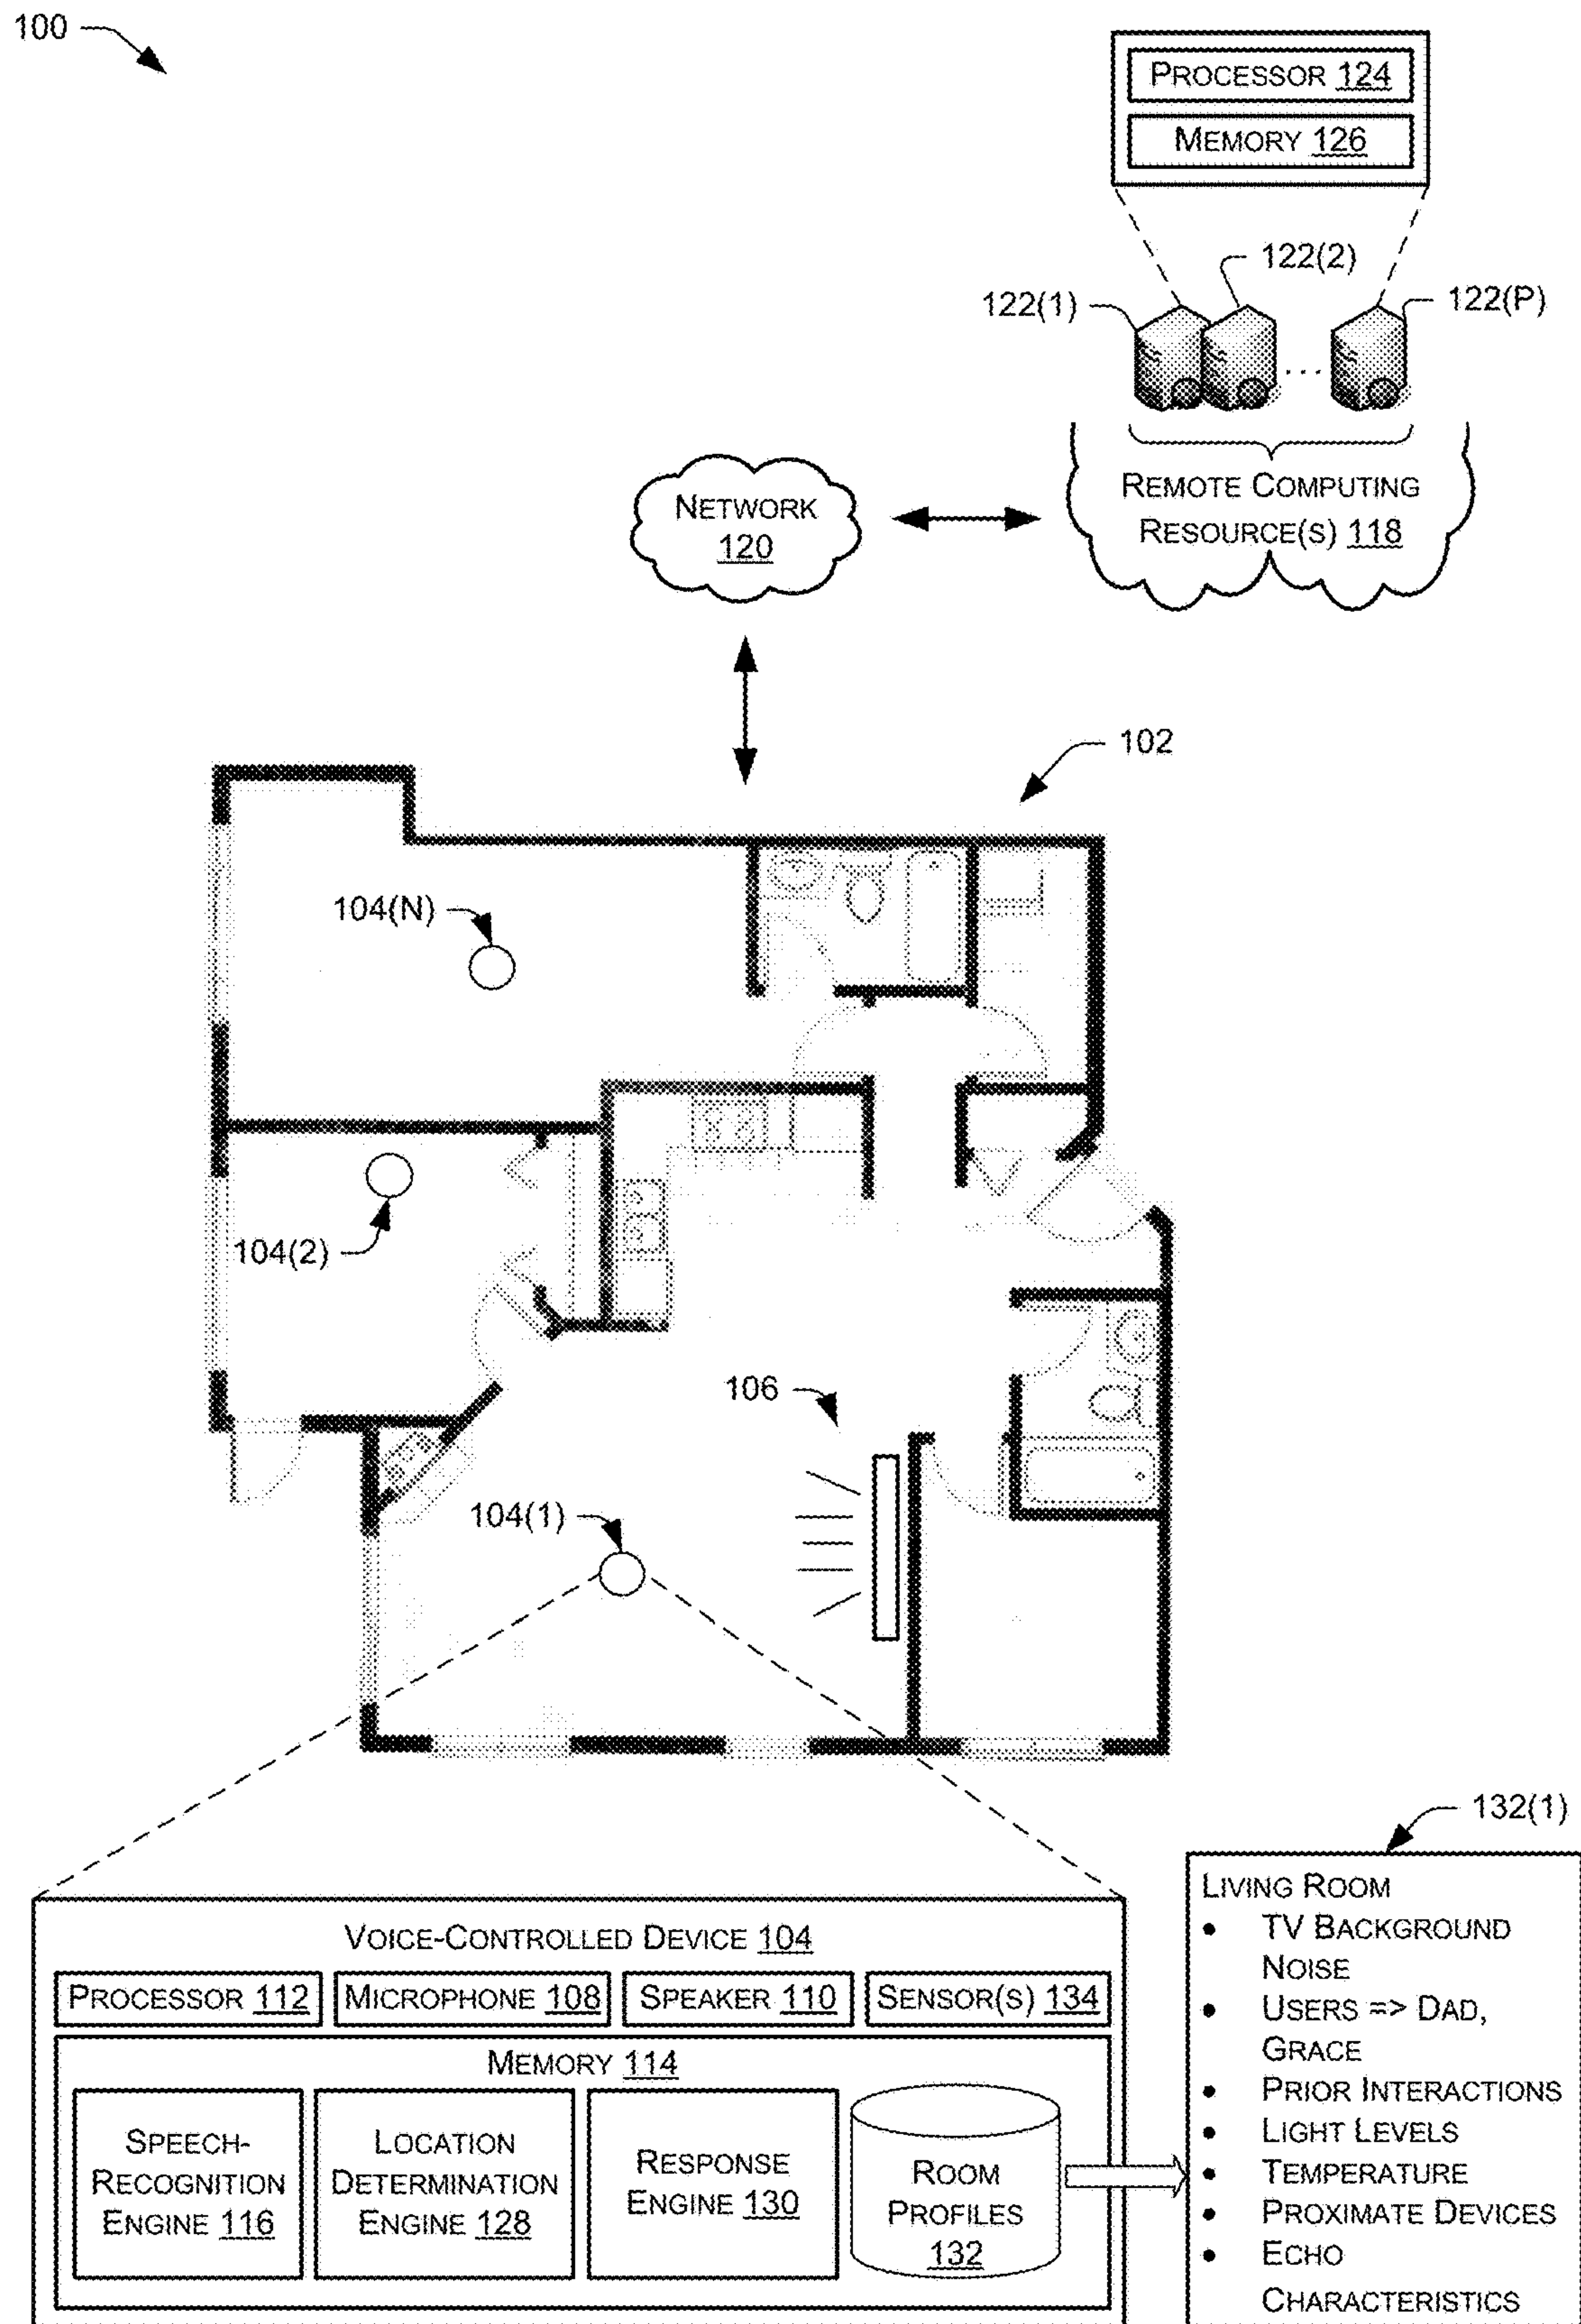 100
PROCESSOR 124
MEMORY 126
122(2)
122(1)
122(P)
...
REMOTE COMPUTING
RESOURCE(S) 118
NETWORK
120
102
104(N)
104(2)
106
104(1)
132(1)
VOICE-CONTROLLED DEVICE 104
PROCESSOR 112
MICROPHONE 108
SPEAKER 110
SENSOR(S) 134
MEMORY 114
SPEECH-
RECOGNITION
ENGINE 116
LOCATION
DETERMINATION
ENGINE 128
RESPONSE
ENGINE 130
ROOM
PROFILES
132
LIVING ROOM
• TV BACKGROUND
NOISE
• USERS => DAD,
GRACE
• PRIOR INTERACTIONS
• LIGHT LEVELS
• TEMPERATURE
• PROXIMATE DEVICES
• ECHO
CHARACTERISTICS